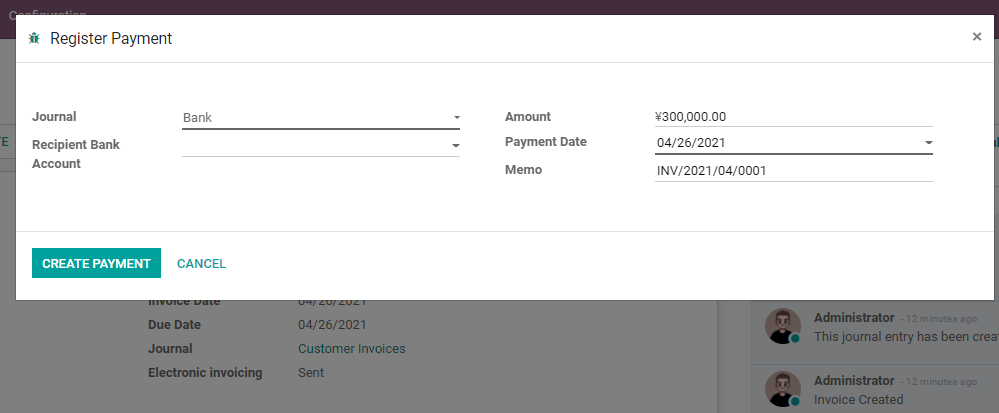 Configuration
Register Payment
×
Journal
Bank
Amount
¥300,000.00
Recipient Bank
Account
Payment Date
04/26/2021
Memo
INV/2021/04/0001
TE
CREATE PAYMENT
CANCEL
Invoice Date
04/26/2021
Due Date
04/26/2021
Journal
Customer Invoices
Electronic invoicing
Sent
Administrator - 12 minutes ago
This journal entry has been crea
Administrator - 12 minutes ago
Invoice Created